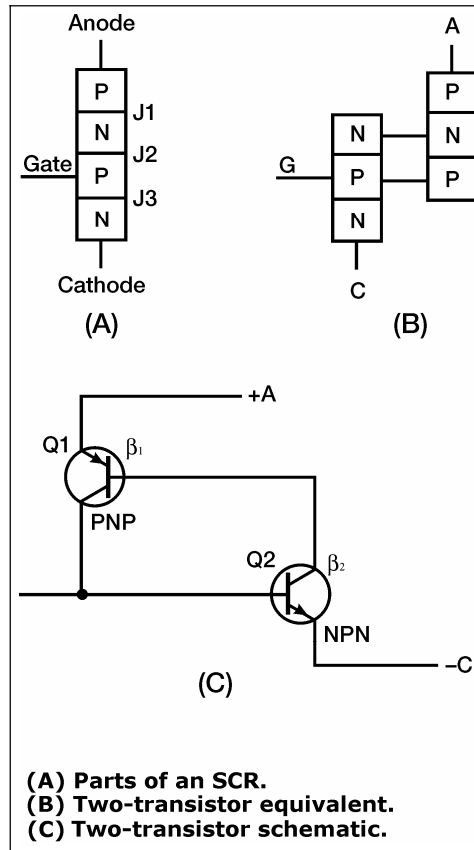 Anode
P
J1
N
J2
Gate
P
J3
N
Cathode
(A)
A
P
N
N
G
P
P
N
C
(B)
+A
Q1
β1
PNP
Q2
β2
NPN
–C
(C)
(A) Parts of an SCR.
(B) Two-transistor equivalent.
(C) Two-transistor schematic.